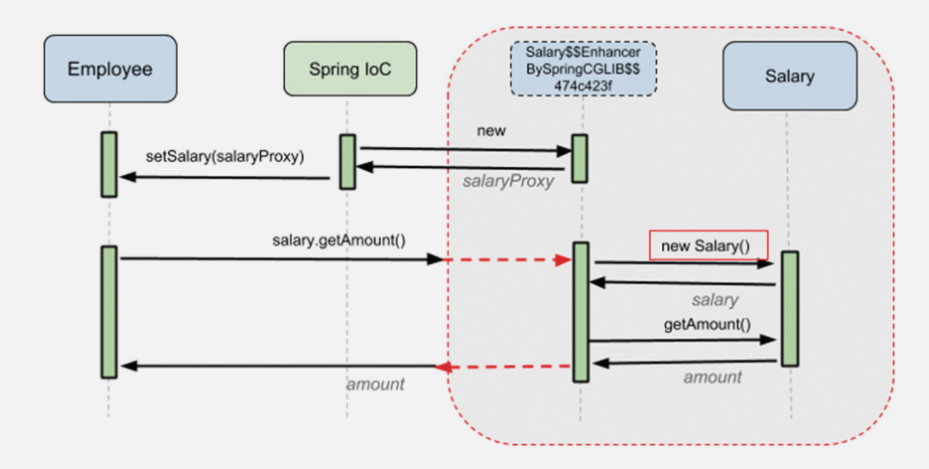 Employee
Spring IoC
Salary$$Enhancer
BySpringCGLIB$$
474c423f
Salary
new
setSalary(salaryProxy)
salaryProxy
salary.getAmount()
new Salary()
salary
getAmount()
amount
amount